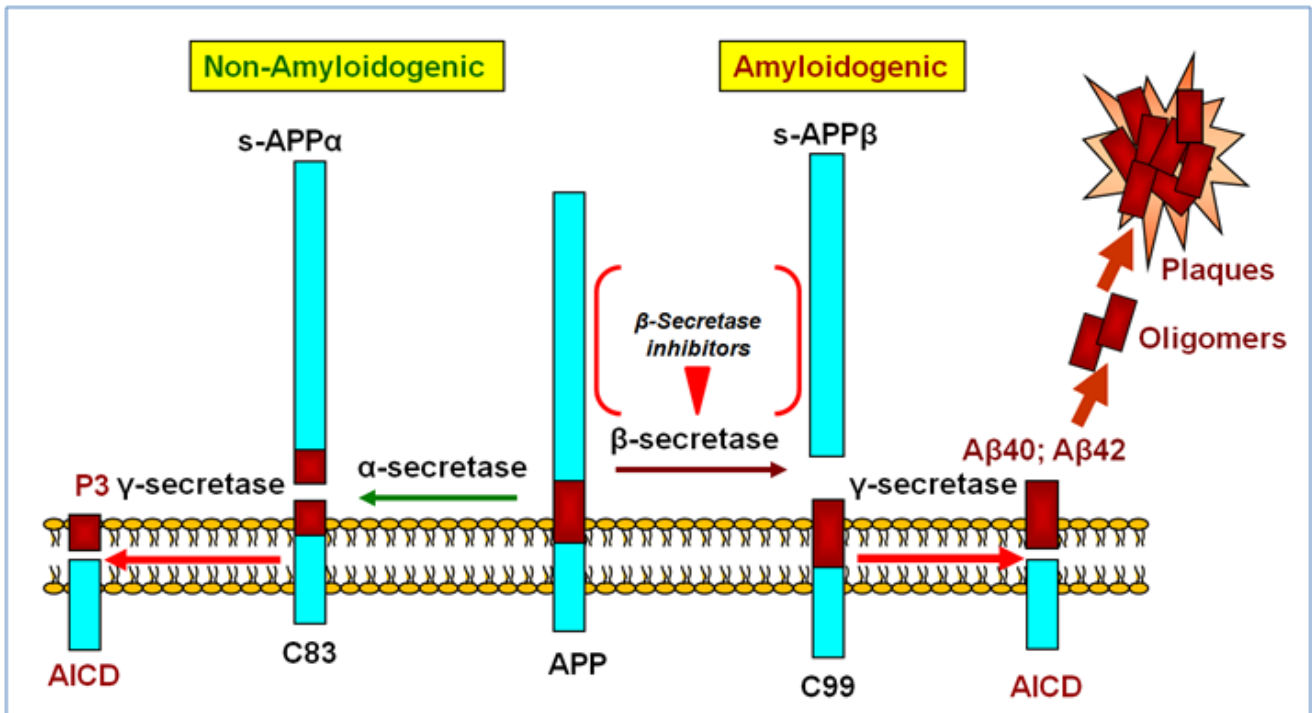 Non-Amyloidogenic
Amyloidogenic
s-APPα
s-APPβ
Plaques
β-Secretase
inhibitors
Oligomers
β-secretase
Aβ40; Aβ42
α-secretase
P3
γ-secretase
γ-secretase
C83
APP
C99
AICD
AICD